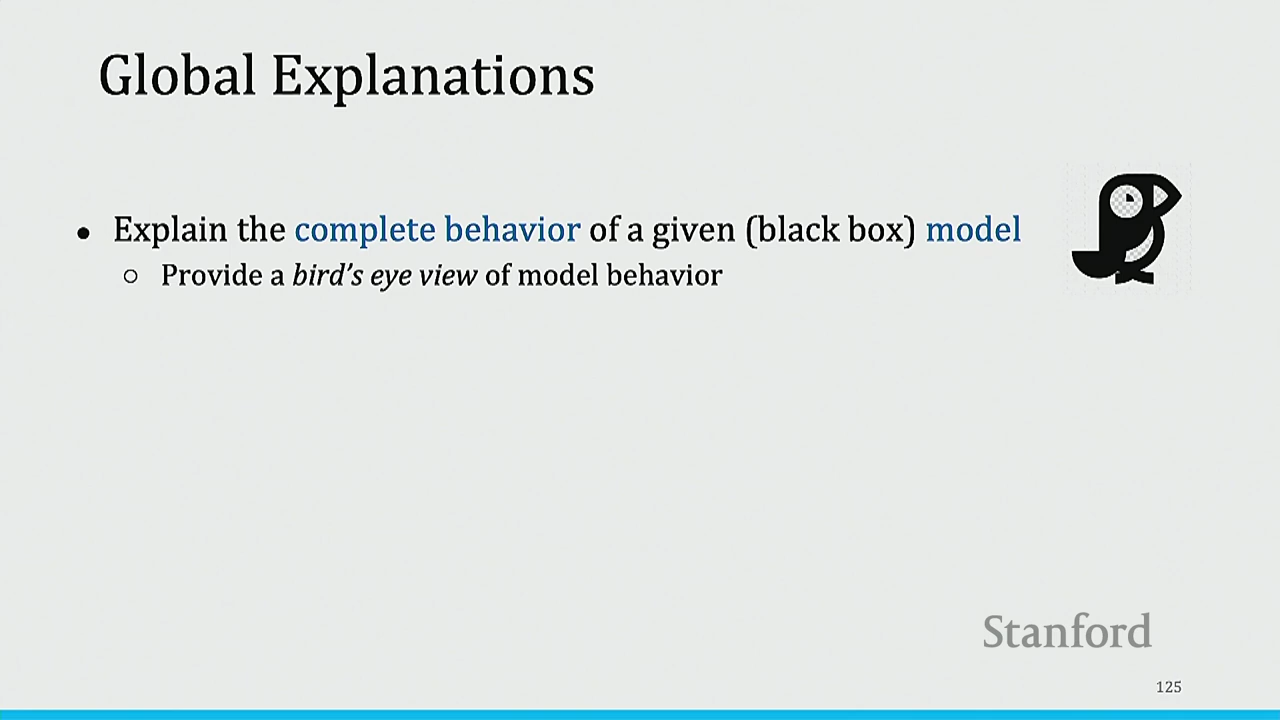 Global Explanations
● Explain the complete behavior of a given (black box) model
○ Provide a bird’s eye view of model behavior
Stanford
125